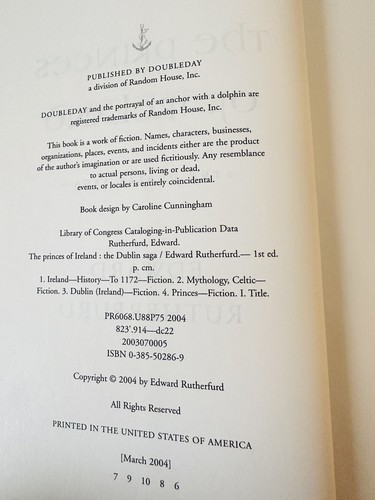 PUBLISHED BY DOUBLEDAY
a division of Random House, Inc.
DOUBLEDAY and the portrayal of an anchor with a dolphin are
registered trademarks of Random House, Inc.
This book is a work of fiction. Names, characters, businesses,
organizations, places, events, and incidents either are the product
of the author's imagination or are used fictitiously. Any resemblance
to actual persons, living or dead,
events, or locales is entirely coincidental.
Book design by Caroline Cunningham
Library of Congress Cataloging-in-Publication Data
Rutherfurd, Edward.
The princes of Ireland : the Dublin saga / Edward Rutherfurd.— 1st ed.
p. cm.
1. Ireland—History—To 1172—Fiction. 2. Mythology, Celtic—
Fiction. 3. Dublin (Ireland)—Fiction. 4. Princes—Fiction. I. Title.
PR6068.U88P75 2004
823'.914—dc22
2003070005
ISBN 0-385-50286-9
Copyright © 2004 by Edward Rutherfurd
All Rights Reserved
PRINTED IN THE UNITED STATES OF AMERICA
[March 2004]
7 9 10 8 6